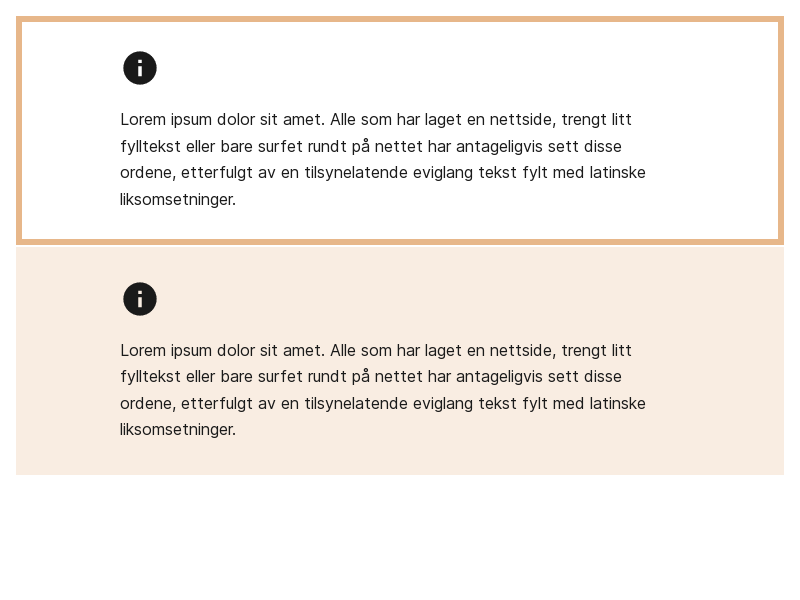 Lorem ipsum dolor sit amet. Alle som har laget en nettside, trengt litt
fylltekst eller bare surfet rundt på nettet har antageligvis sett disse
ordene, etterfulgt av en tilsynelatende eviglang tekst fylt med latinske
liksomsetninger.
Lorem ipsum dolor sit amet. Alle som har laget en nettside, trengt litt
fylltekst eller bare surfet rundt på nettet har antageligvis sett disse
ordene, etterfulgt av en tilsynelatende eviglang tekst fylt med latinske
liksomsetninger.